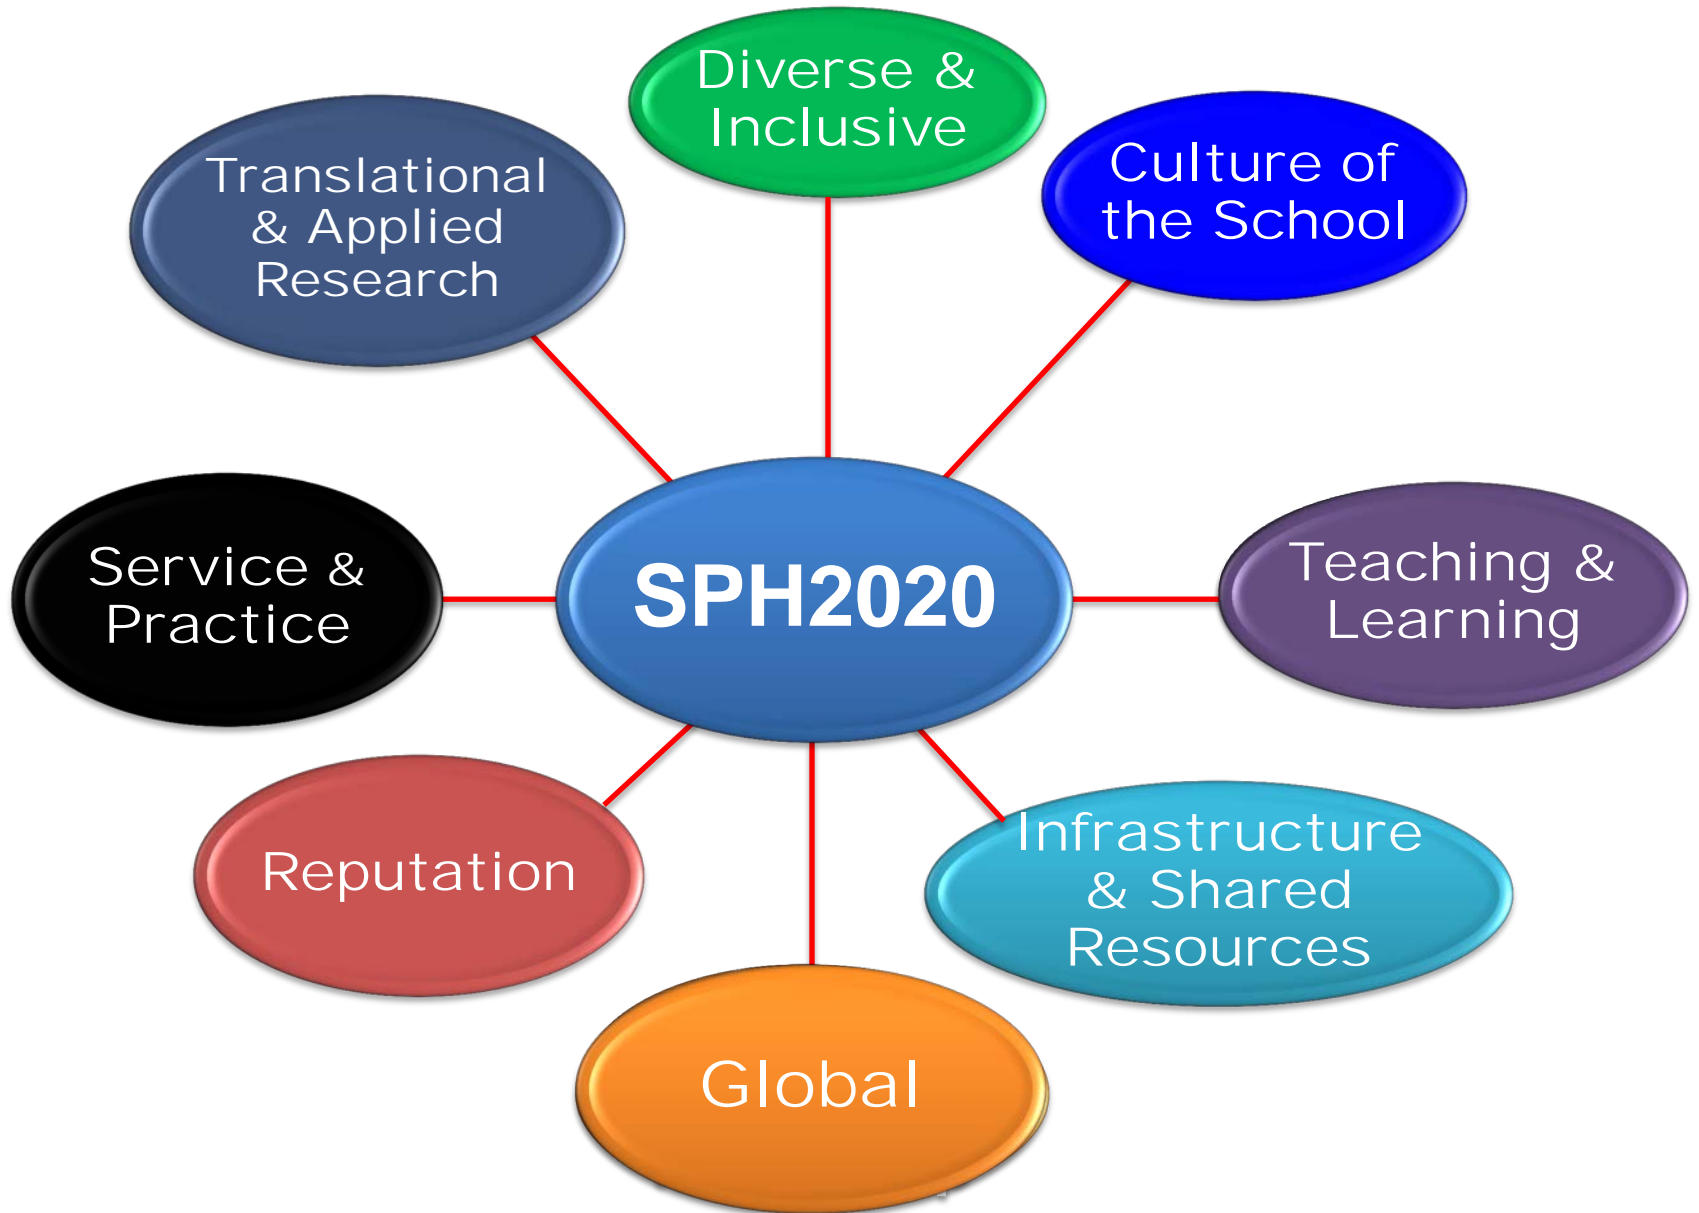 Diverse &
Inclusive
Culture of
the School
Translational
& Applied
Research
SPH2020
Teaching &
Learning
Service &
Practice
Infrastructure
& Shared
Resources
Reputation
Global